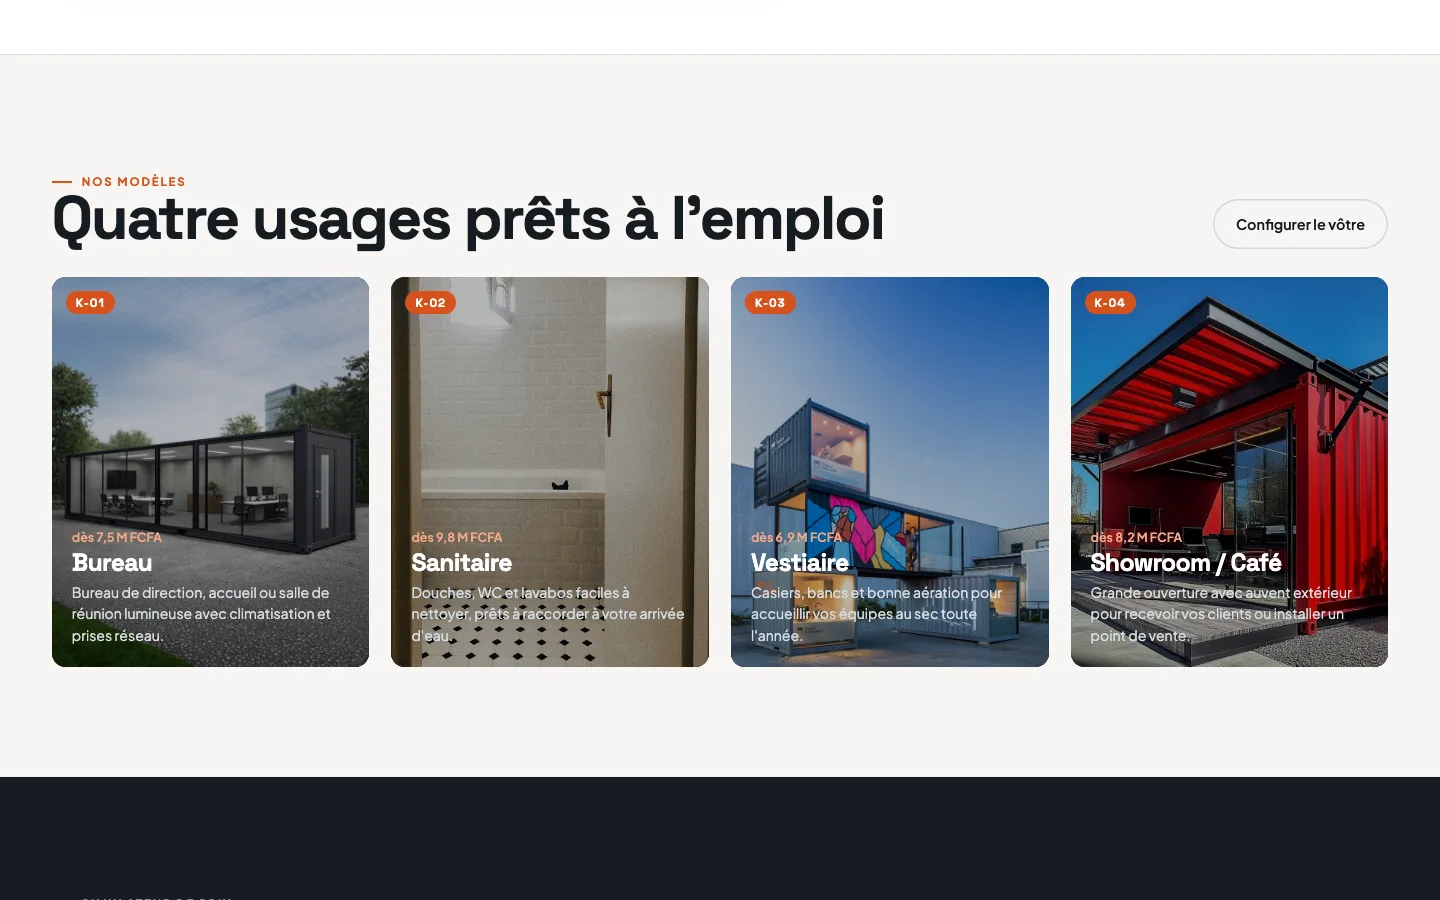 NOS MODÈLES
Quatre usages prêts à l’emploi
Configurer le vôtre
K-01
dès 7,5 M FCFA
Bureau
Bureau de direction, accueil ou salle de
réunion lumineuse avec climatisation et
prises réseau.
K-02
dès 9,8 M FCFA
Sanitaire
Douches, WC et lavabos faciles à
nettoyer, prêts à raccorder à votre arrivée
d'eau.
K-03
dès 6,9 M FCFA
Vestiaire
Casiers, bancs et bonne aération pour
accueillir vos équipes au sec toute
l'année.
K-04
dès 8,2 M FCFA
Showroom / Café
Grande ouverture avec auvent extérieur
pour recevoir vos clients ou installer un
point de vente.